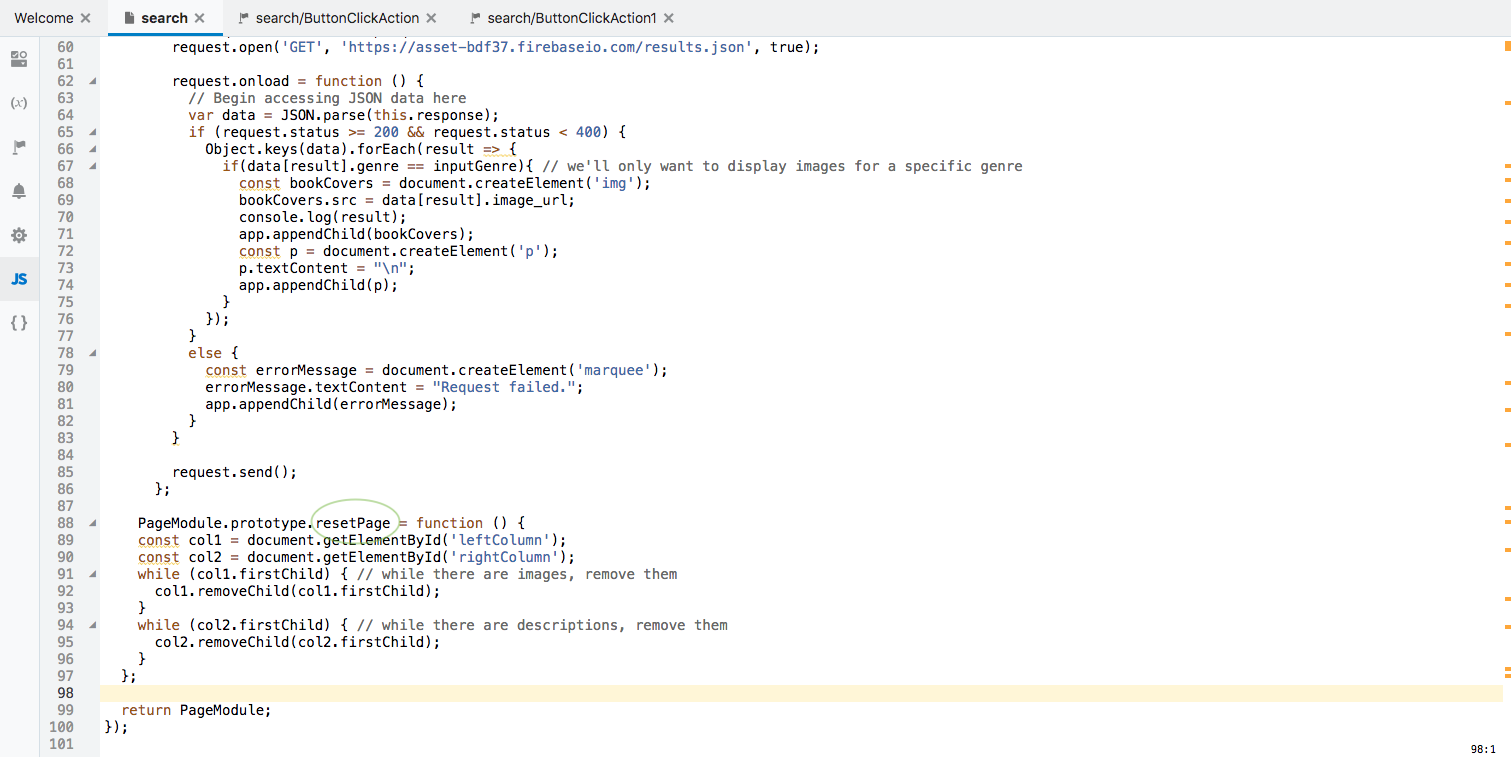 Welcome search search/ButtonClickAction search/ButtonClickAction1
60 request.open('GET', 'https://asset-bdf37.firebaseio.com/results.json', true);
61
62 request.onload = function () {
63 // Begin accessing JSON data here
64 var data = JSON.parse(this.response);
65 if (request.status >= 200 && request.status < 400) {
66 Object.keys(data).forEach(result => {
67 if(data[result].genre == inputGenre){ // we'll only want to display images for a specific genre
68 const bookCovers = document.createElement('img');
69 bookCovers.src = data[result].image_url;
70 console.log(result);
71 app.appendChild(bookCovers);
72 const p = document.createElement('p');
73 p.textContent = "\n";
74 app.appendChild(p);
75 }
76 });
77 }
78 else {
79 const errorMessage = document.createElement('marquee');
80 errorMessage.textContent = "Request failed.";
81 app.appendChild(errorMessage);
82 }
83 }
84
85 request.send();
86 };
87
88 PageModule.prototype.resetPage = function () {
89 const col1 = document.getElementById('leftColumn');
90 const col2 = document.getElementById('rightColumn');
91 while (col1.firstChild) { // while there are images, remove them
92 col1.removeChild(col1.firstChild);
93 }
94 while (col2.firstChild) { // while there are descriptions, remove them
95 col2.removeChild(col2.firstChild);
96 }
97 };
98
99 return PageModule;
100 });
101
(x)
JS
{ }
98:1